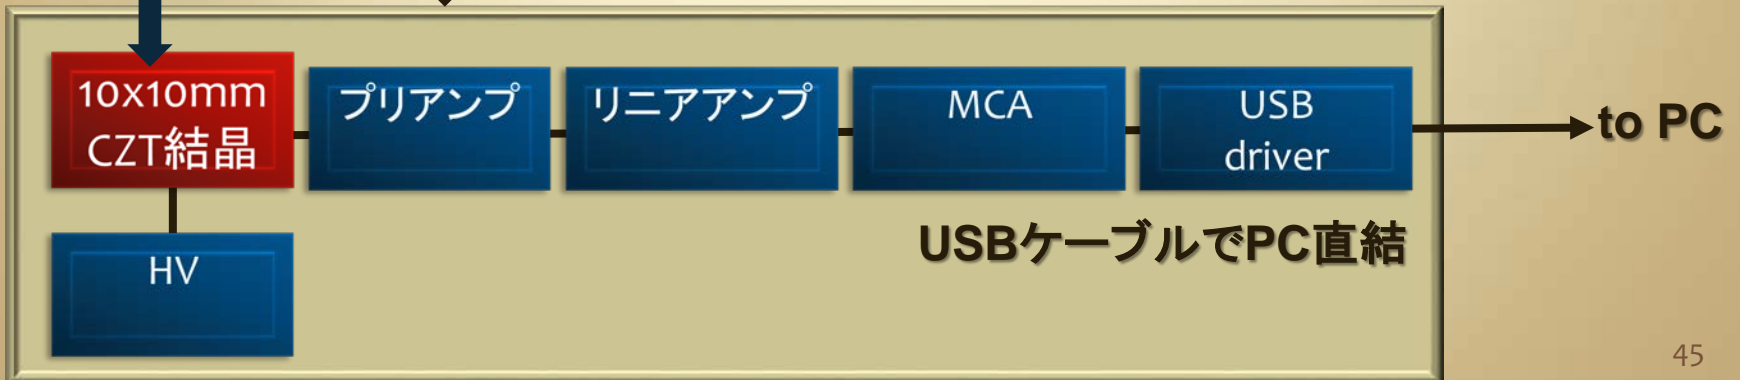 10x10mm
CZT結晶
プリアンプ
リニアアンプ
MCA
USB
driver
to PC
HV
USBケーブルでPC直結
45